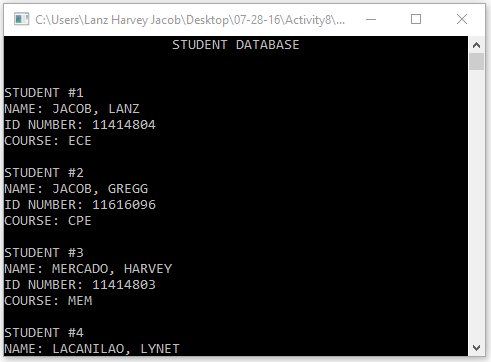 C:\Users\Lanz Harvey Jacob\Desktop\07-28-16\Activity8\...
STUDENT DATABASE
STUDENT #1
NAME: JACOB, LANZ
ID NUMBER: 11414804
COURSE: ECE
STUDENT #2
NAME: JACOB, GREGG
ID NUMBER: 11616096
COURSE: CPE
STUDENT #3
NAME: MERCADO, HARVEY
ID NUMBER: 11414803
COURSE: MEM
STUDENT #4
NAME: LACANILAO, LYNET